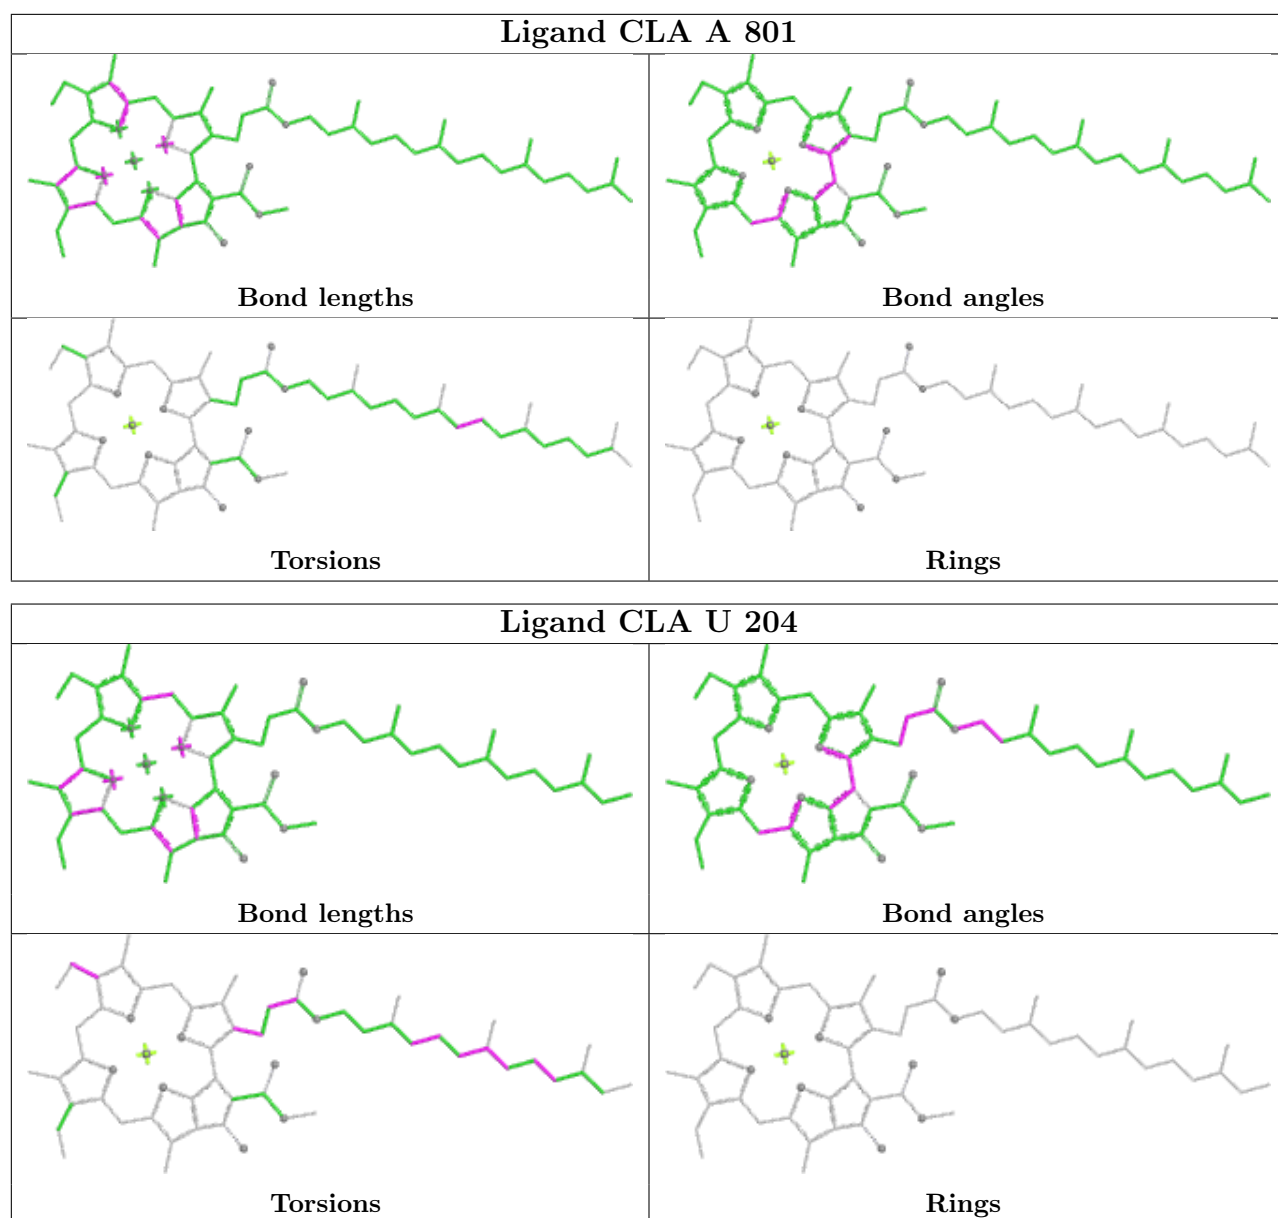 Ligand CLA A 801
Bond lengths
Bond angles
Torsions
Rings
Ligand CLA U 204
Bond lengths
Bond angles
Torsions
Rings